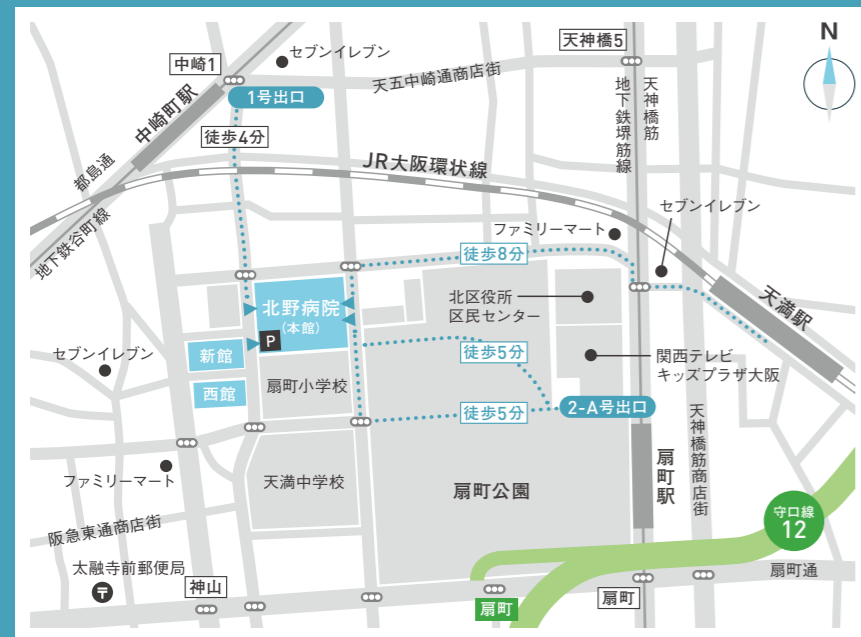 N
セブンイレブン
天神橋5
中崎1
1号出口
天五中崎通商店街
中崎町駅
地下鉄堺筋線
天神橋筋
徒歩4分
都島通
JR大阪環状線
地下鉄谷町線
セブンイレブン
ファミリーマート
徒歩8分
北野病院
(本館)
P
北区役所
区民センター
天満駅
セブンイレブン
新館
西館
徒歩5分
関西テレビ
キッズプラザ大阪
扇町小学校
徒歩5分
2-A号出口
天神橋筋商店街
ファミリーマート
天満中学校
扇町公園
扇町駅
守口線
12
阪急東通商店街
太融寺前郵便局
〒
神山
扇町
扇町
扇町通